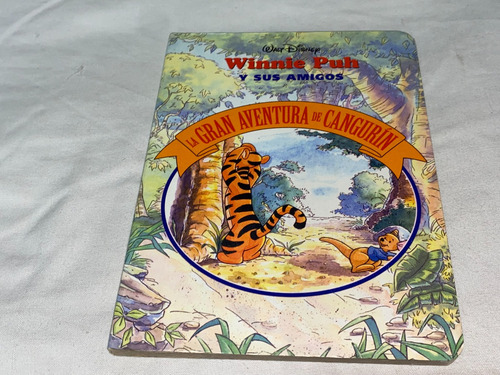 WALT DISNEY
Winnie Puh
Y SUS AMIGOS
LA GRAN AVENTURA DE CANGURÍN